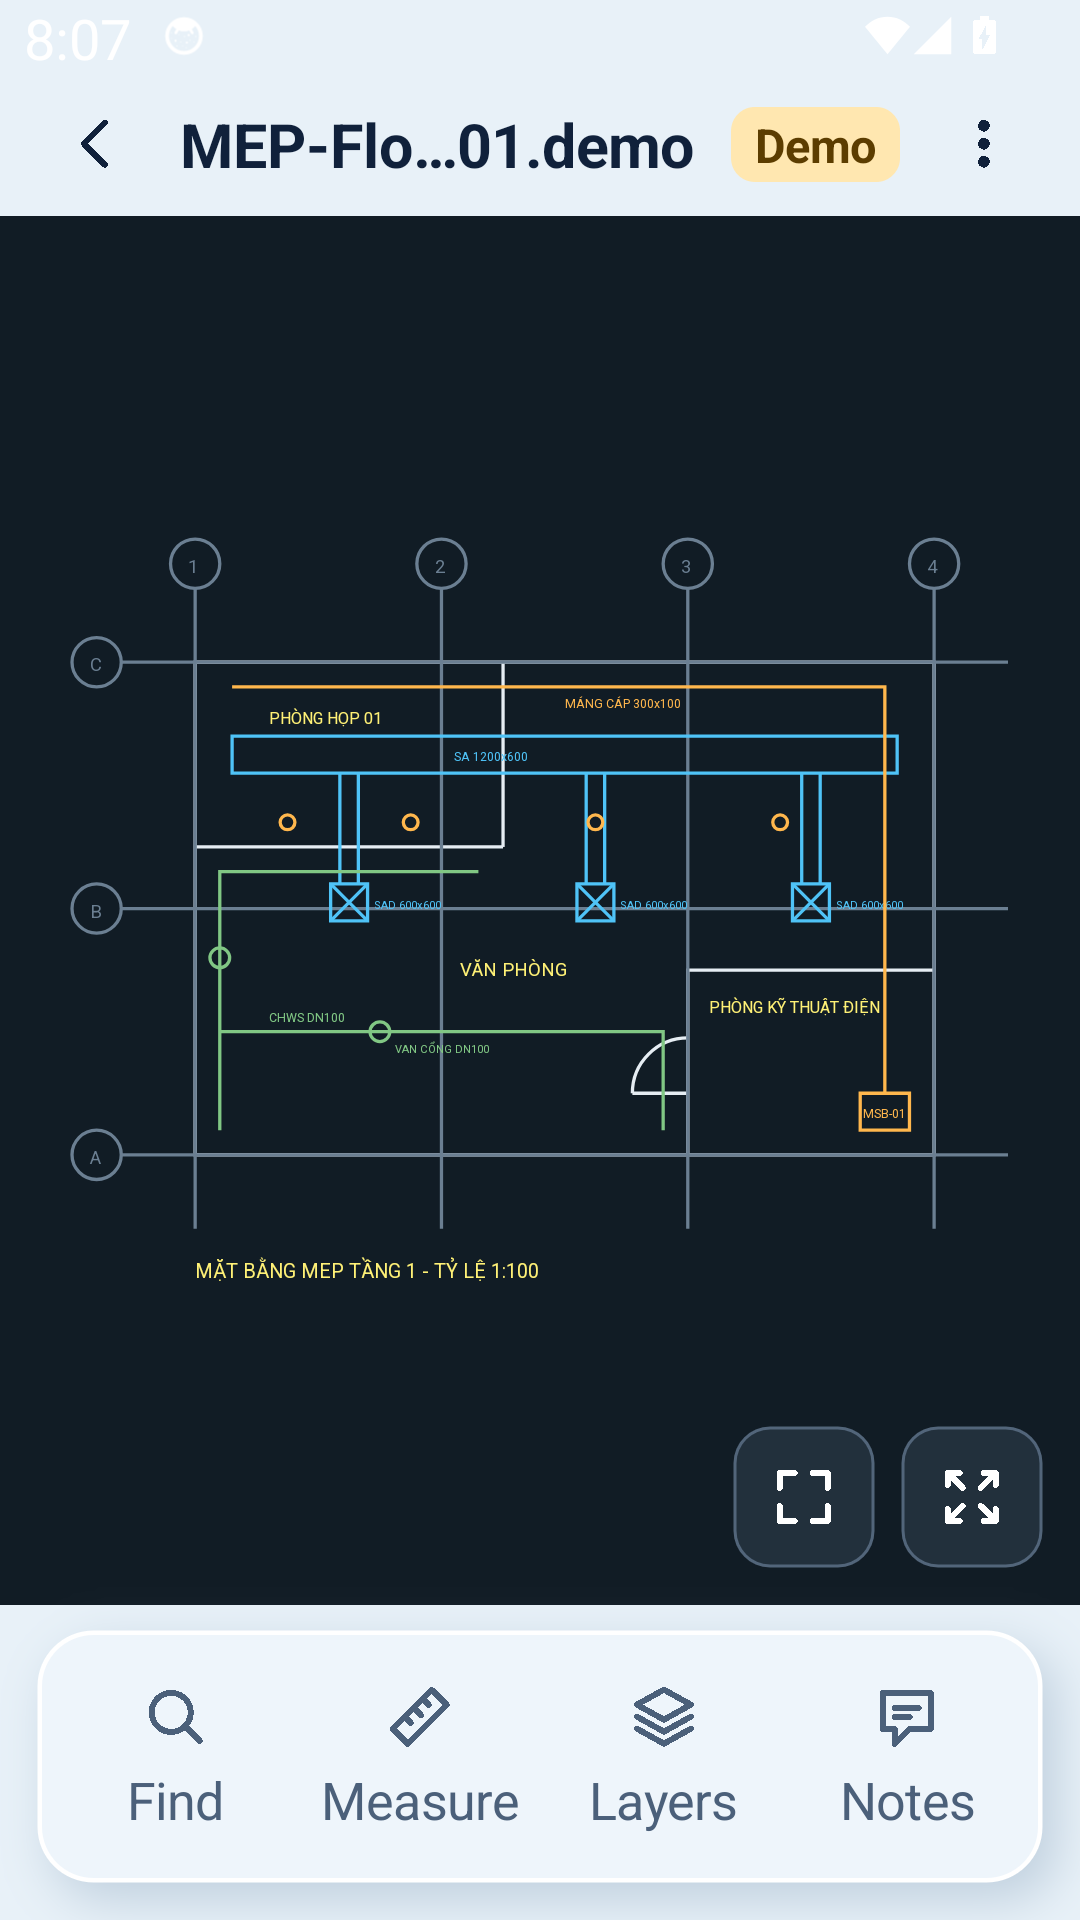 8:07
MEP-Flo...01.demo
Demo
1
2
3
4
C
MÁNG CÁP 300x100
PHÒNG HỌP 01
SA 1200x600
B
SAD 600x600
SAD 600x600
SAD 600x600
VĂN PHÒNG
PHÒNG KỸ THUẬT ĐIỆN
CHWS DN100
VAN CỔNG DN100
MSB-01
A
MẶT BẰNG MEP TẦNG 1 - TỶ LỆ 1:100
Find
Measure
Layers
Notes